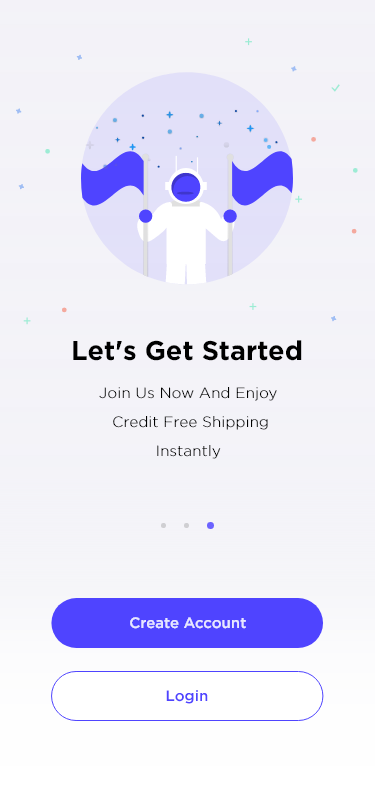 Let's Get Started
Join Us Now And Enjoy
Credit Free Shipping
Instantly
Create Account
Login